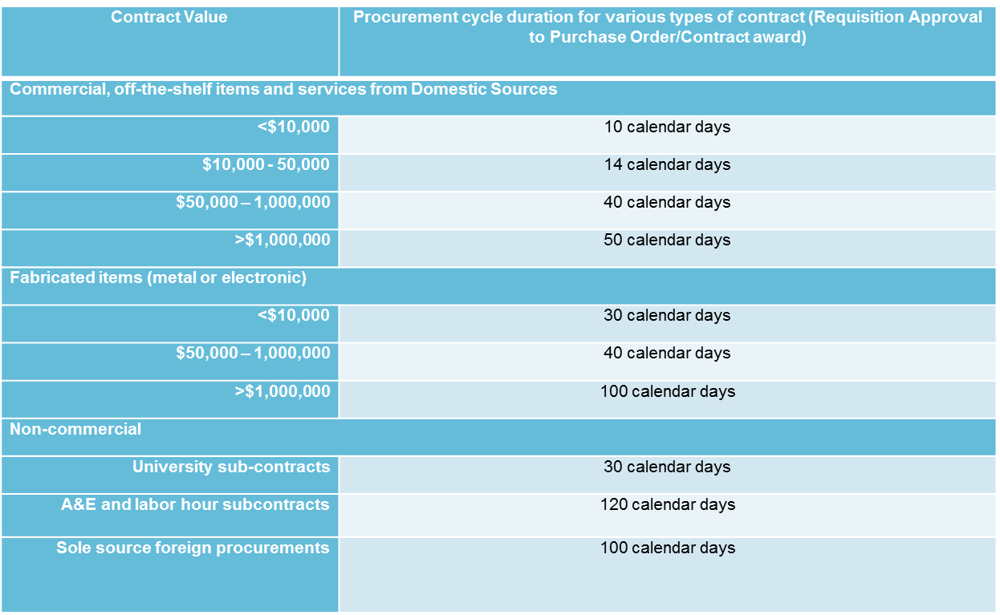 Contract Value
Procurement cycle duration for various types of contract (Requisition Approval
to Purchase Order/Contract award)
Commercial, off-the-shelf items and services from Domestic Sources
<$10,000
10 calendar days
$10,000 - 50,000
14 calendar days
$50,000 – 1,000,000
40 calendar days
>$1,000,000
50 calendar days
Fabricated items (metal or electronic)
<$10,000
30 calendar days
$50,000 – 1,000,000
40 calendar days
>$1,000,000
100 calendar days
Non-commercial
University sub-contracts
30 calendar days
A&E and labor hour subcontracts
120 calendar days
Sole source foreign procurements
100 calendar days